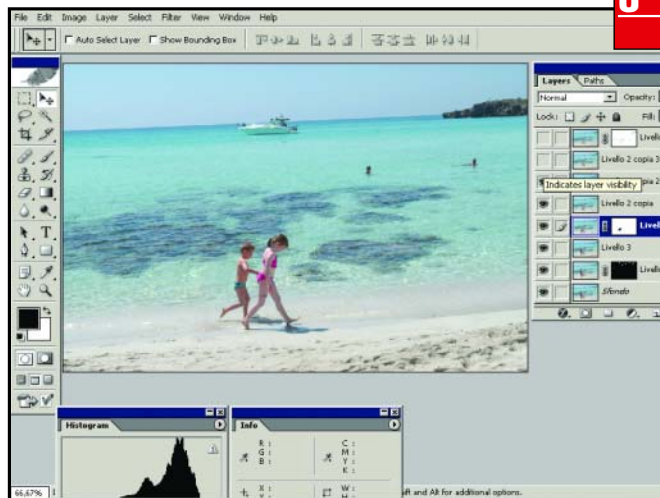 File Edit Image Layer Select Filter View Window Help
Auto Select Layer Show Bounding Box
Layers Paths
Normal Opacity:
Lock: Fill:
Livello 2 copia 3
Indicates layer visibility
Livello 2 copia
Livello 3
Sfondo
Histogram
Info
R : C :
G : M :
B : Y :
K :
X : W :
Y : H :
66,67%
and Alt for additional options.